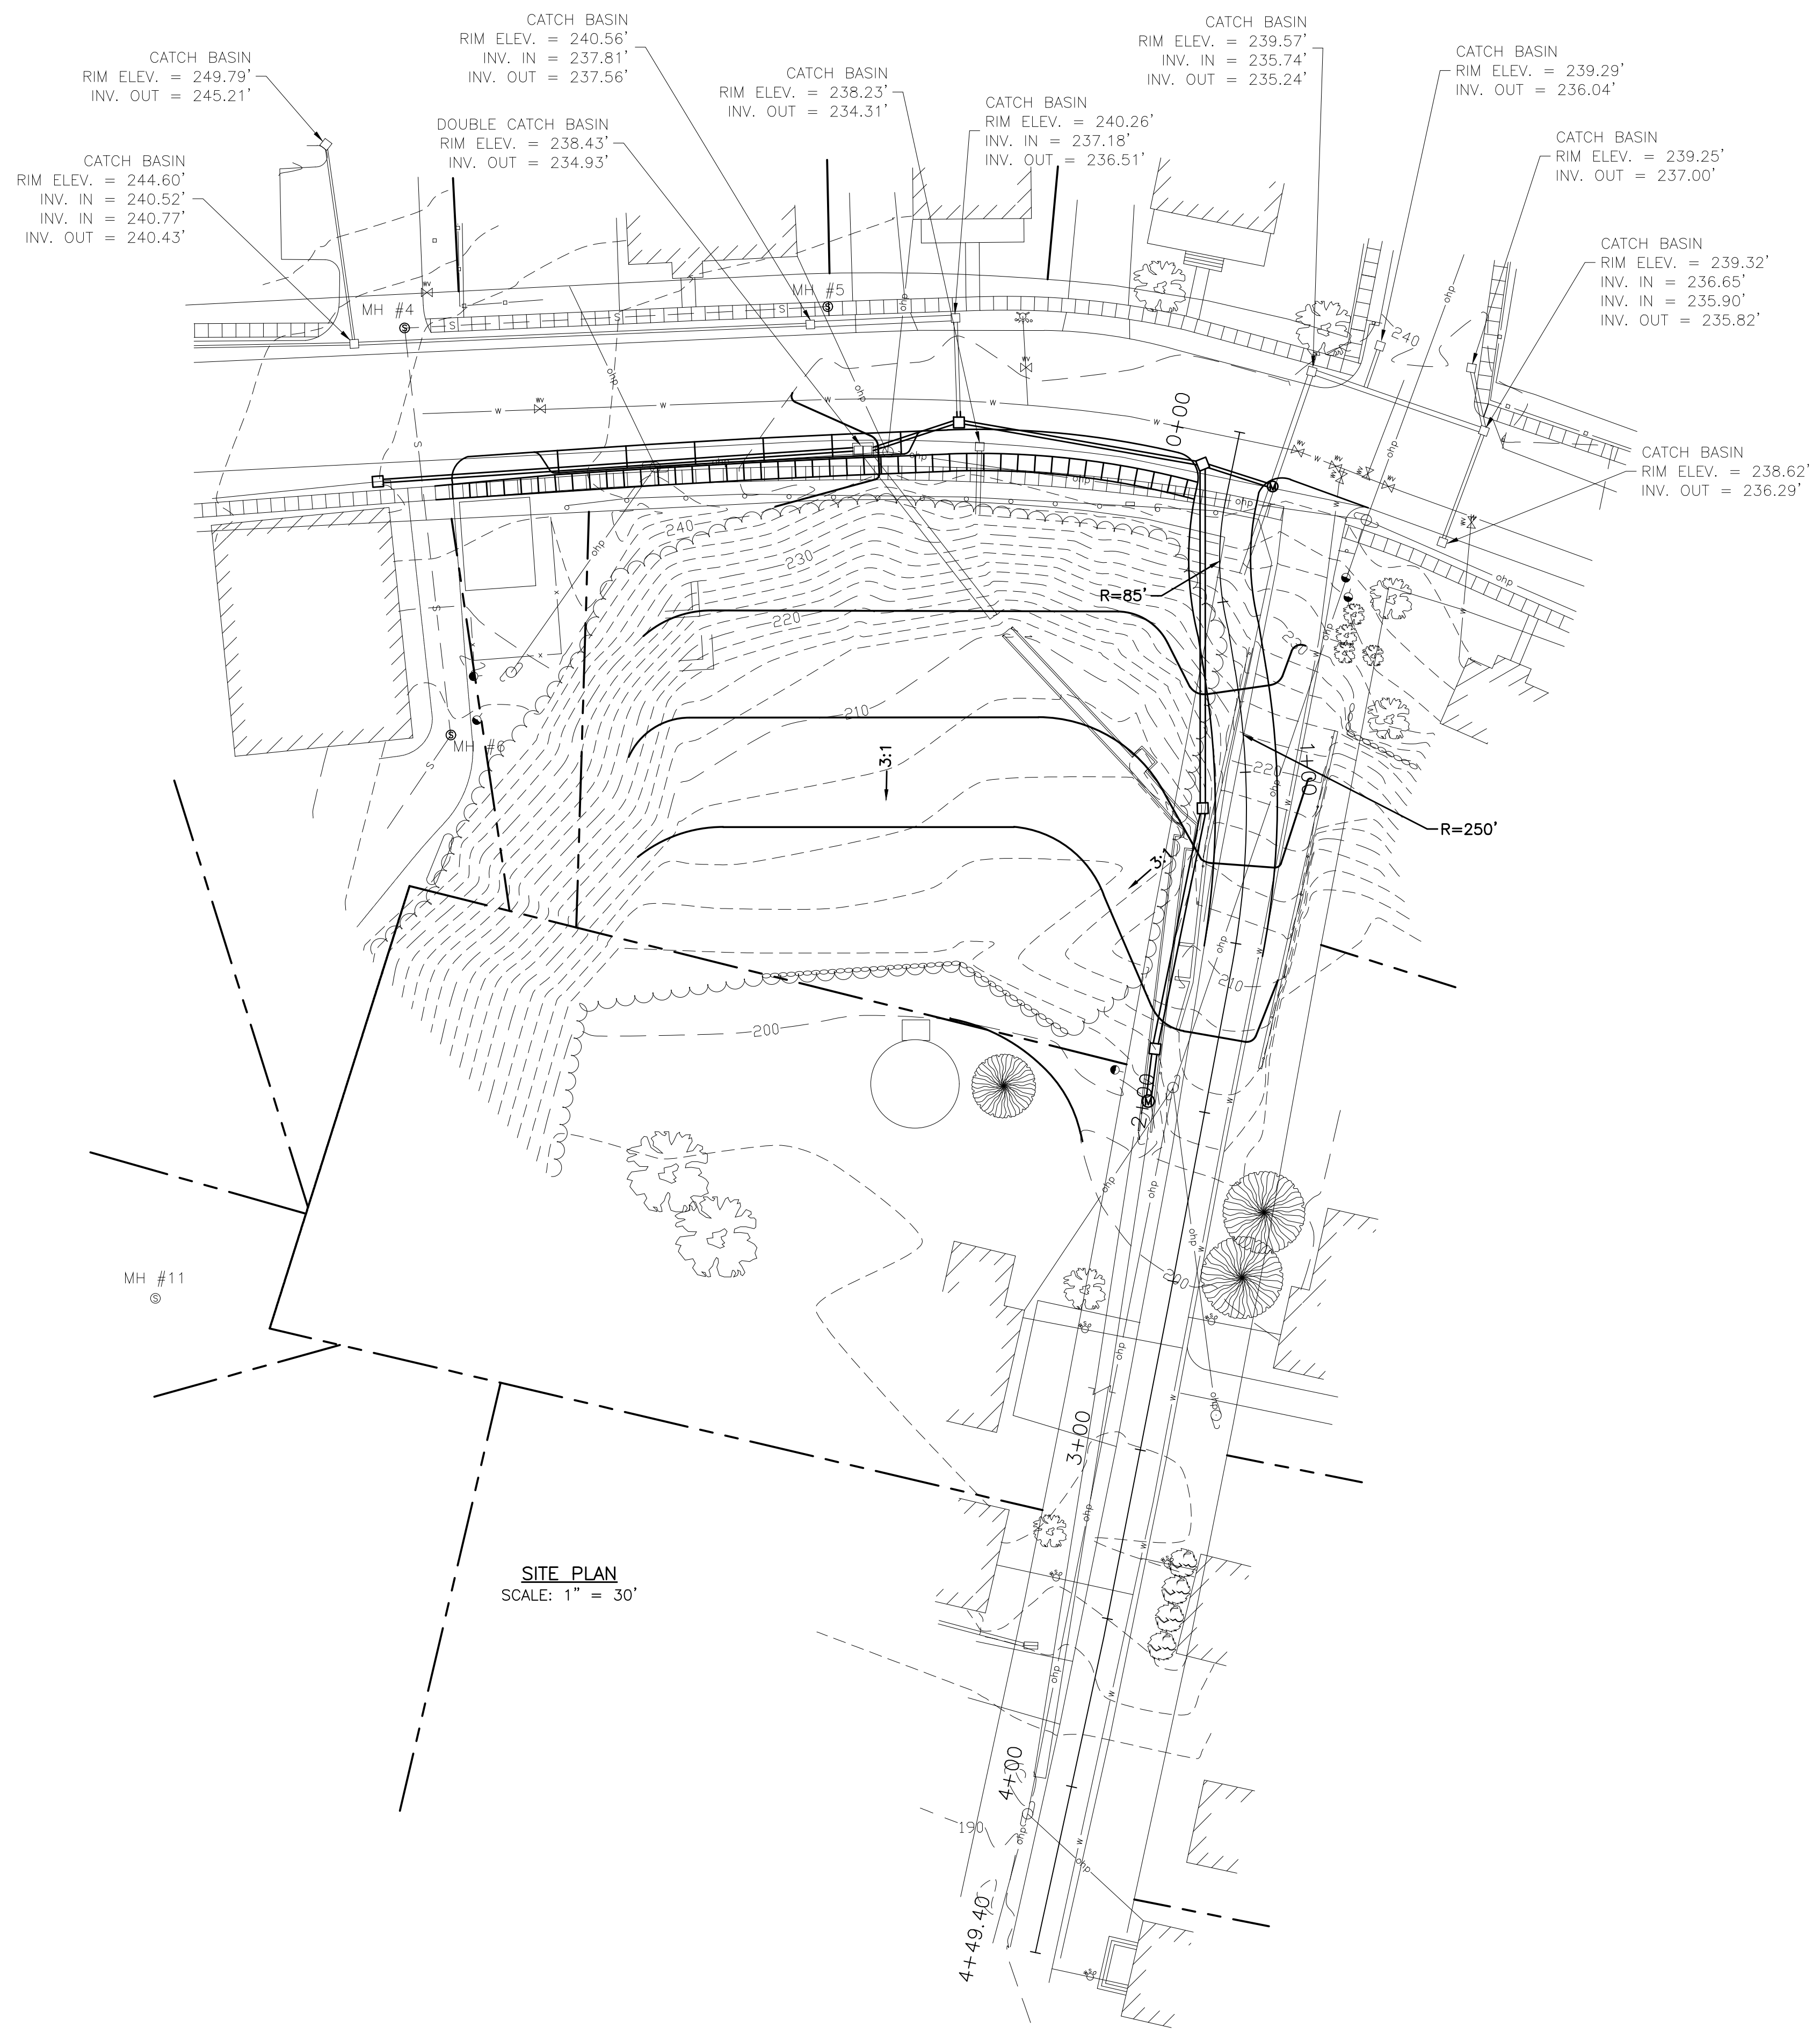 CATCH BASIN
RIM ELEV. = 249.79'
INV. OUT = 245.21'
CATCH BASIN
RIM ELEV. = 240.56'
INV. IN = 237.81'
INV. OUT = 237.56'
CATCH BASIN
RIM ELEV. = 238.23'
INV. OUT = 234.31'
CATCH BASIN
RIM ELEV. = 239.57'
INV. IN = 235.74'
INV. OUT = 235.24'
CATCH BASIN
RIM ELEV. = 239.29'
INV. OUT = 236.04'
CATCH BASIN
RIM ELEV. = 244.60'
INV. IN = 240.52'
INV. IN = 240.77'
INV. OUT = 240.43'
DOUBLE CATCH BASIN
RIM ELEV. = 238.43'
INV. OUT = 234.93'
CATCH BASIN
RIM ELEV. = 240.26'
INV. IN = 237.18'
INV. OUT = 236.51'
CATCH BASIN
RIM ELEV. = 239.25'
INV. OUT = 237.00'
CATCH BASIN
RIM ELEV. = 239.32'
INV. IN = 236.65'
INV. IN = 235.90'
INV. OUT = 235.82'
CATCH BASIN
RIM ELEV. = 238.62'
INV. OUT = 236.29'
MH #4
MH #5
240
0+00
240
230
220
R=85'
230
210
MH #6
3:1
220
1+00
R=250'
3:1
210
200
2+00
200
MH #11
3+00
SITE PLAN
SCALE: 1" = 30'
4+00
190
4+49.40